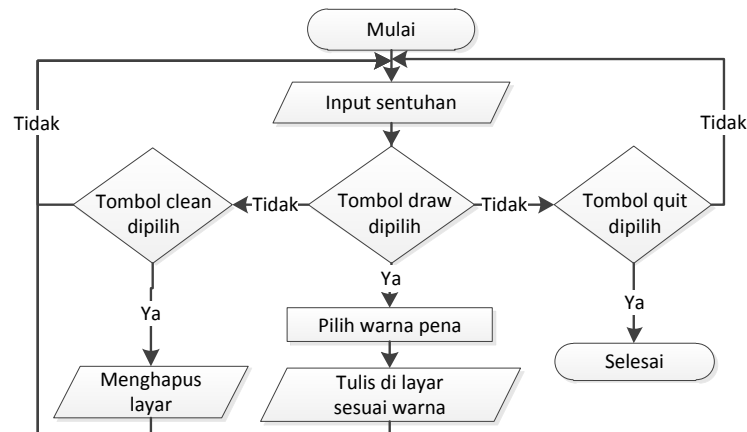 Mulai
Input sentuhan
Tidak
Tidak
Tombol clean
dipilih
Tidak
Tombol draw
dipilih
Tidak
Tombol quit
dipilih
Ya
Ya
Ya
Pilih warna pena
Selesai
Menghapus
layar
Tulis di layar
sesuai warna